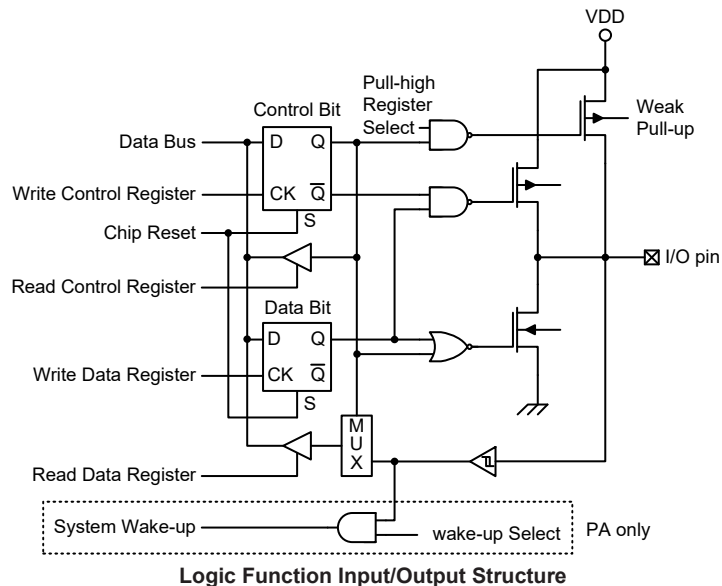 VDD
Pull-high
Register
Select
Weak
Pull-up
Control Bit
Data Bus
D
Q
Write Control Register
CK
Q
S
Chip Reset
I/O pin
Read Control Register
Data Bit
D
Q
Write Data Register
CK
Q
S
M
U
X
Read Data Register
System Wake-up
wake-up Select
PA only
Logic Function Input/Output Structure